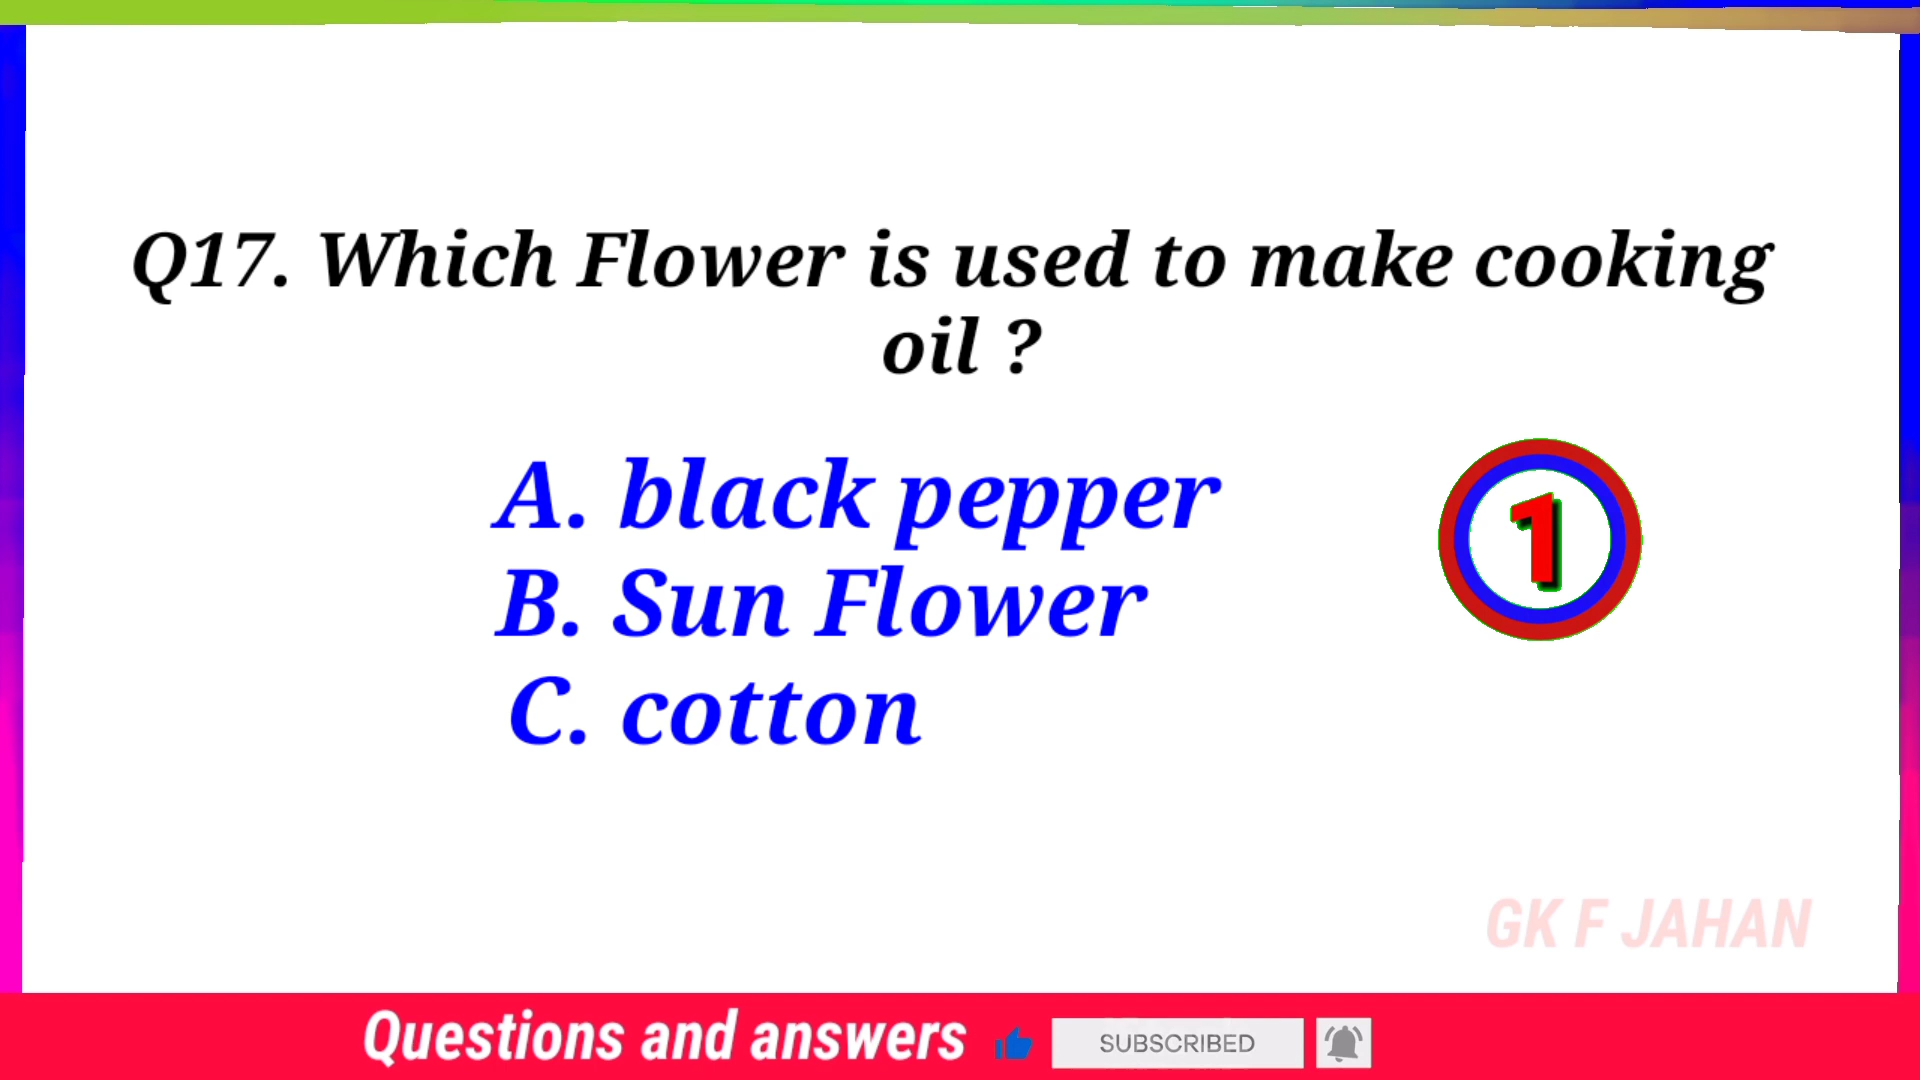 Q17. Which Flower is used to make cooking
oil ?
A. black pepper
B. Sun Flower
C. cotton
1
GK F JAHAN
Questions and answers
SUBSCRIBED